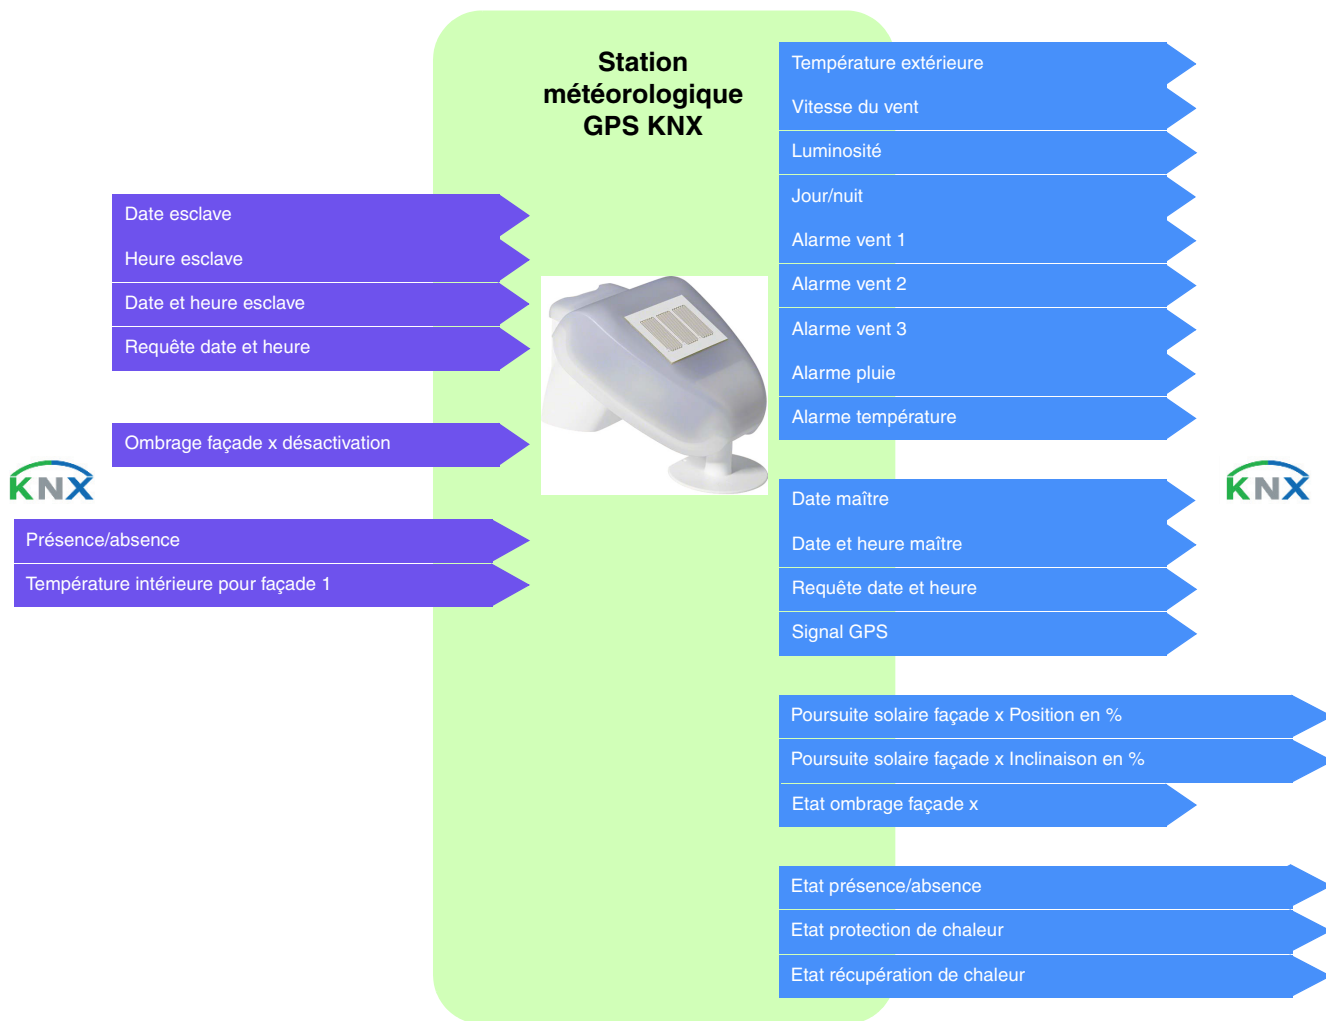 Station
météorologique
GPS KNX
Date esclave
Heure esclave
Date et heure esclave
Requête date et heure
Ombrage façade x désactivation
KNX
Présence/absence
Température intérieure pour façade 1
Température extérieure
Vitesse du vent
Luminosité
Jour/nuit
Alarme vent 1
Alarme vent 2
Alarme vent 3
Alarme pluie
Alarme température
KNX
Date maître
Date et heure maître
Requête date et heure
Signal GPS
Poursuite solaire façade x Position en %
Poursuite solaire façade x Inclinaison en %
Etat ombrage façade x
Etat présence/absence
Etat protection de chaleur
Etat récupération de chaleur